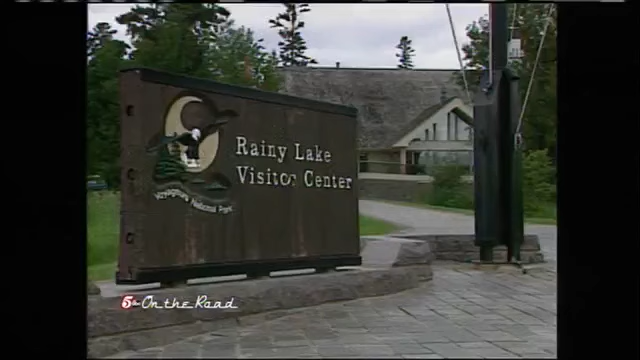 Rainy Lake
Visitor Center
Voyageurs National Park
5 On the Road